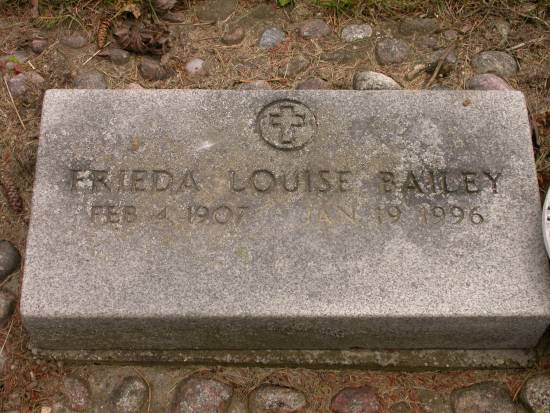 FRIEDA LOUISE BAILEY
FEB 4 1907 JAN 19 1996